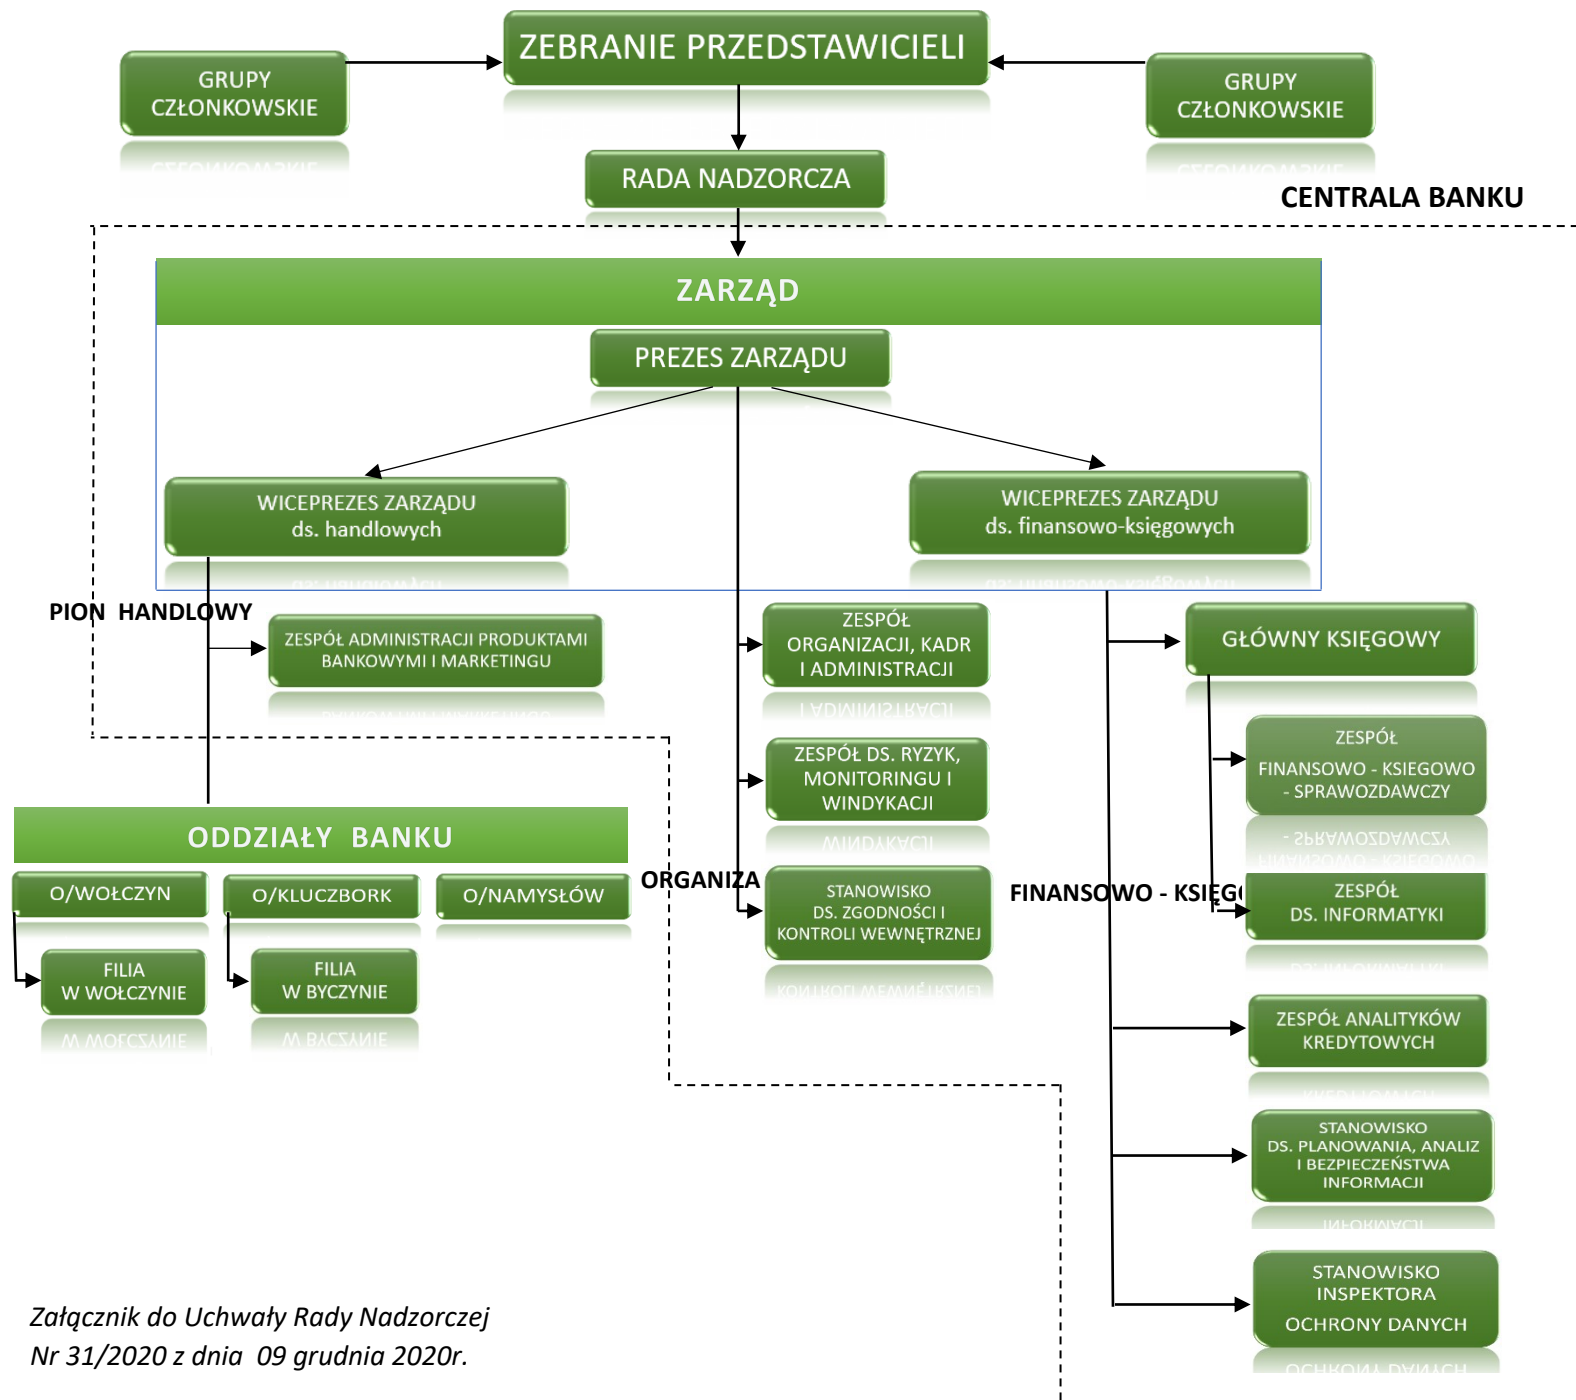 ZEBRANIE PRZEDSTAWICIELI
GRUPY
CZŁONKOWSKIE
GRUPY
CZŁONKOWSKIE
RADA NADZORCZA
CENTRALA BANKU
ZARZĄD
PREZES ZARZĄDU
WICEPREZES ZARZĄDU
ds. handlowych
WICEPREZES ZARZĄDU
ds. finansowo-księgowych
PION HANDLOWY
ZESPÓŁ ADMINISTRACJI PRODUKTAMI
BANKOWYMI I MARKETINGU
ZESPÓŁ
ORGANIZACJI, KADR
I ADMINISTRACJI
GŁÓWNY KSIĘGOWY
ZESPÓŁ DS. RYZYK,
MONITORINGU I
WINDYKACJI
ZESPÓŁ
FINANSOWO - KSIEGOWO
- SPRAWOZDAWCZY
ODDZIAŁY BANKU
O/WOŁCZYN
O/KLUCZBORK
O/NAMYSŁÓW
ORGANIZA
STANOWISKO
DS. ZGODNOŚCI I
KONTROLI WEWNĘTRZNEJ
FINANSOWO - KSIĘG
ZESPÓŁ
DS. INFORMATYKI
FILIA
W WOŁCZYNIE
FILIA
W BYCZYNIE
ZESPÓŁ ANALITYKÓW
KREDYTOWYCH
STANOWISKO
DS. PLANOWANIA, ANALIZ
I BEZPIECZEŃSTWA
INFORMACJI
STANOWISKO
INSPEKTORA
OCHRONY DANYCH
Załącznik do Uchwały Rady Nadzorczej
Nr 31/2020 z dnia 09 grudnia 2020r.